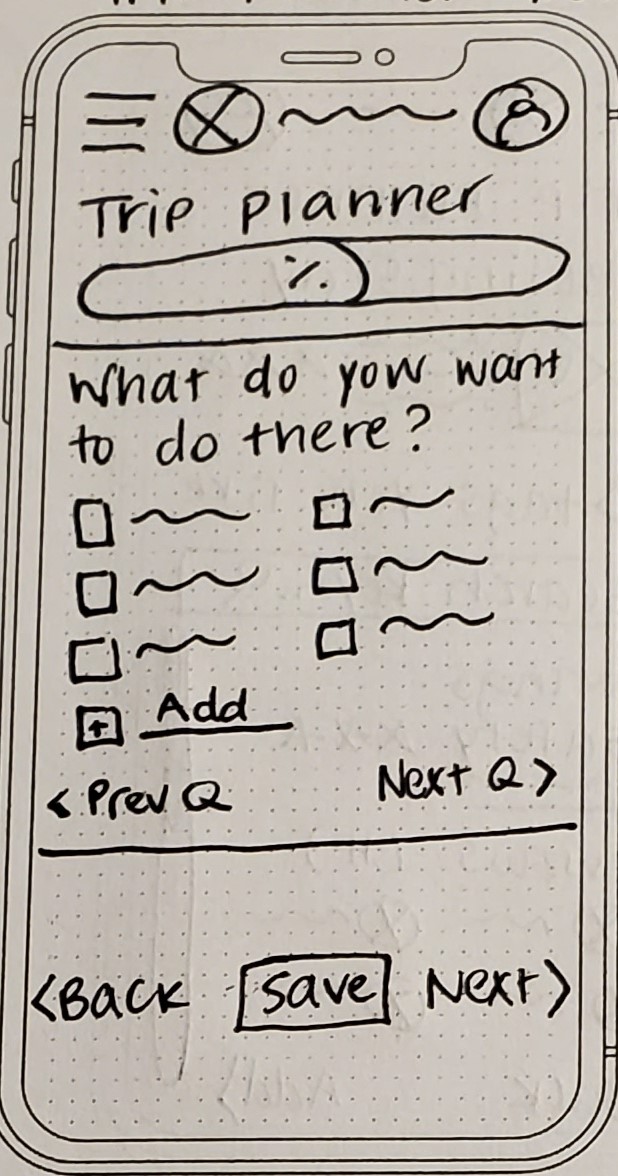 Trip planner
%
What do you want
to do there?
+ Add
< Prev Q Next Q >
<Back Save Next>